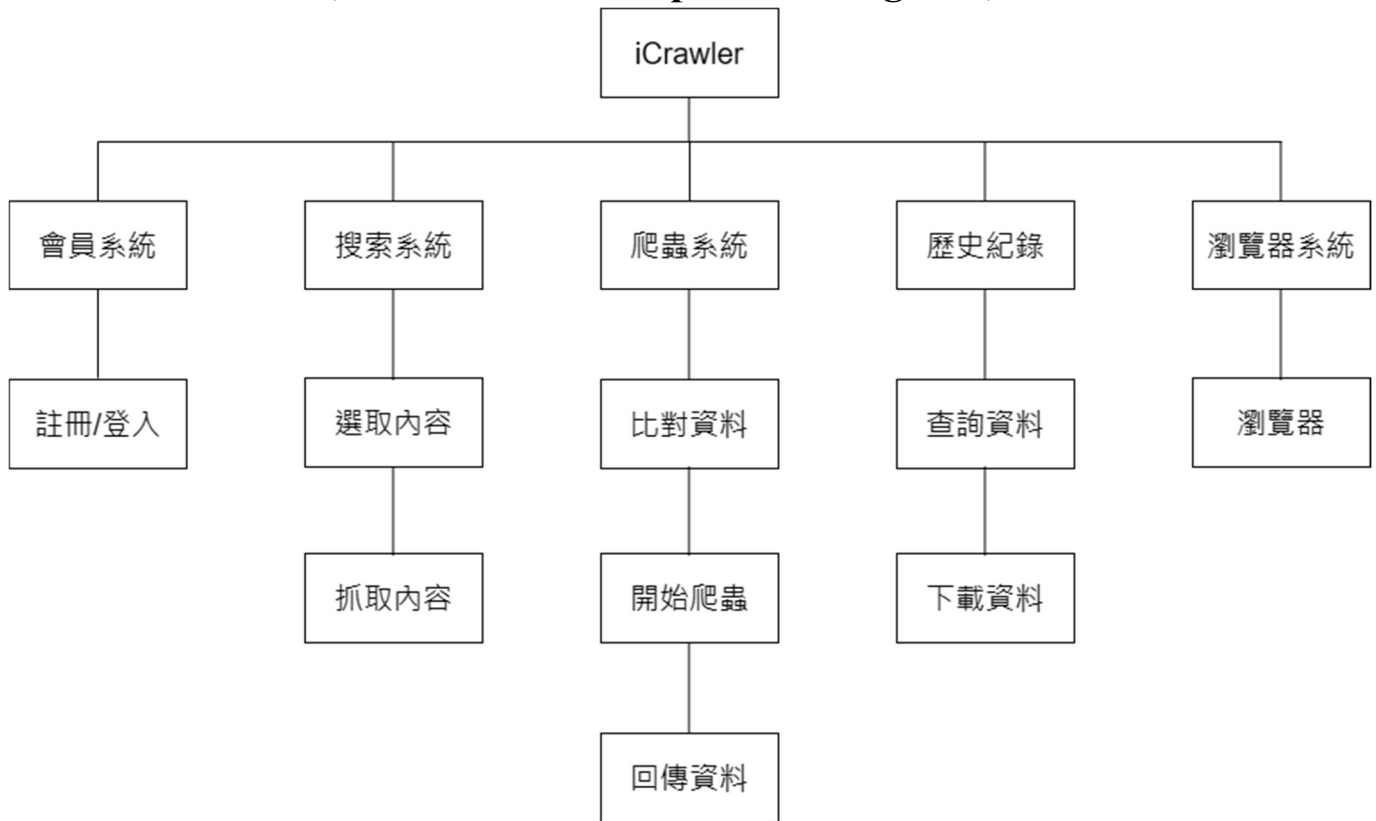 iCrawler
會員系統
搜索系統
爬蟲系統
歷史紀錄
瀏覽器系統
註冊/登入
選取內容
比對資料
查詢資料
瀏覽器
抓取內容
開始爬蟲
下載資料
回傳資料